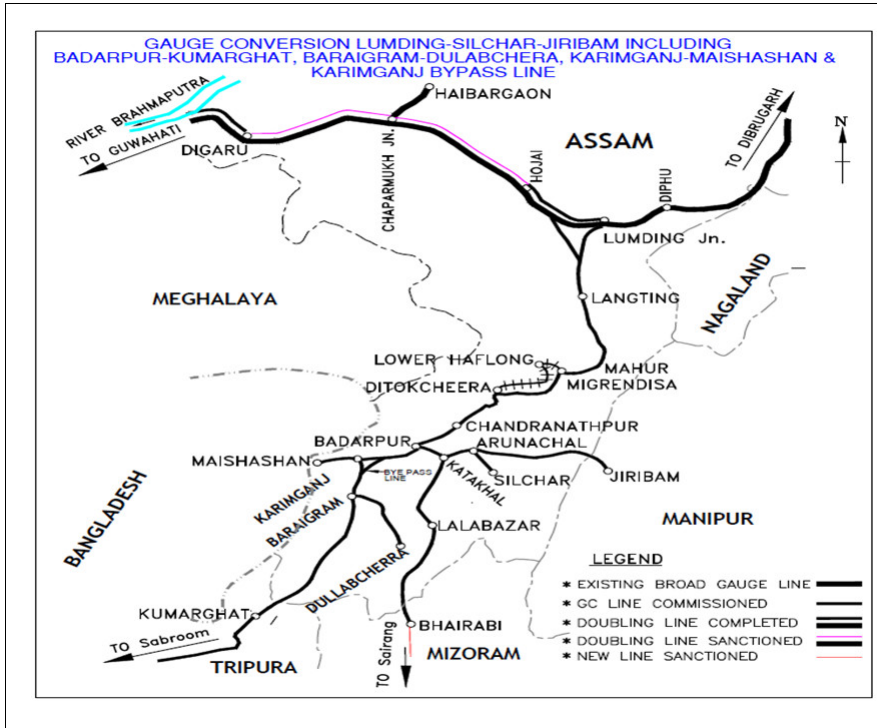 GAUGE CONVERSION LUMDING-SILCHAR-JIRIBAM INCLUDING
BADARPUR-KUMARGHAT, BARAIGRAM-DULABCHERA, KARIMGANJ-MAISHASHAN &
KARIMGANJ BYPASS LINE
RIVER BRAHMAPUTRA
TO GUWAHATI
DIGARU
HAIBARGAON
CHAPARMUKH JN.
ASSAM
HOJAI
DIPHU
TO DIBRUGARH
N
LUMDING Jn.
MEGHALAYA
LANGTING
NAGALAND
LOWER HAFLONG
MAHUR
MIGRENDISA
DITOKCHEERA
CHANDRANATHPUR
BADARPUR
ARUNACHAL
MAISHASHAN
BYE PASS
LINE
KATAKHAL
SILCHAR
JIRIBAM
KARIMGANJ
BARAIGRAM
BANGLADESH
LALABAZAR
MANIPUR
DULLABCHERRA
LEGEND
* EXISTING BROAD GAUGE LINE
* GC LINE COMMISSIONED
* DOUBLING LINE COMPLETED
* DOUBLING LINE SANCTIONED
* NEW LINE SANCTIONED
KUMARGHAT
BHAIRABI
TO Sabroom
TRIPURA
TO Sairang
MIZORAM